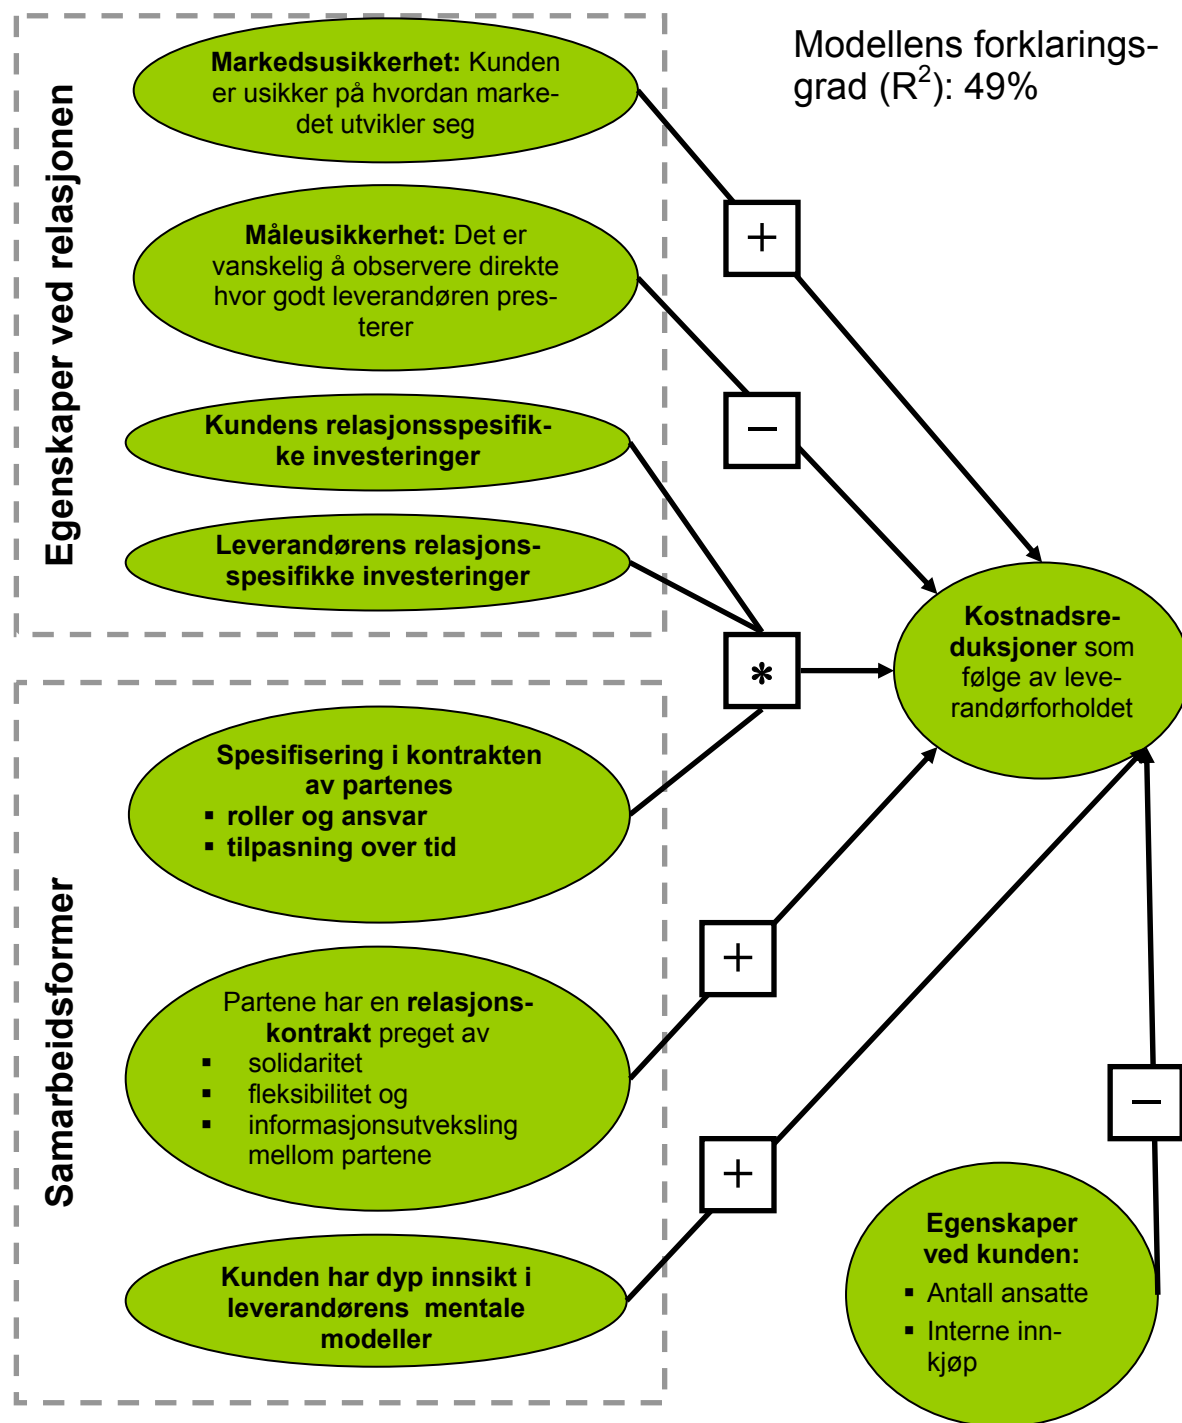 Modellens forklarings-
grad (R²): 49%
Egenskaper ved relasjonen
Markedsusikkerhet: Kunden
er usikker på hvordan marke-
det utvikler seg
+
Måleusikkerhet: Det er
vanskelig å observere direkte
hvor godt leverandøren pres-
terer
−
Kundens relasjonsspesifik-
ke investeringer
Leverandørens relasjons-
spesifikke investeringer
*
Kostnadsre-
duksjoner som
følge av leve-
randørforholdet
Samarbeidsformer
Spesifisering i kontrakten
av partenes
▪ roller og ansvar
▪ tilpasning over tid
Partene har en relasjons-
kontrakt preget av
▪ solidaritet
▪ fleksibilitet og
▪ informasjonsutveksling
mellom partene
+
Kunden har dyp innsikt i
leverandørens mentale
modeller
+
−
Egenskaper
ved kunden:
▪ Antall ansatte
▪ Interne inn-
kjøp